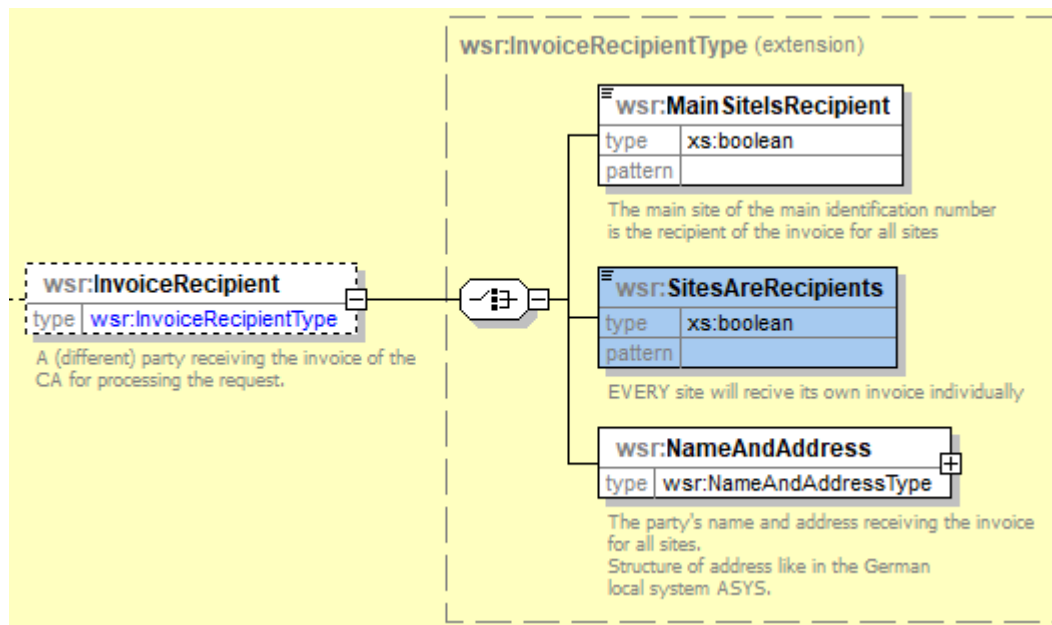 wsr:InvoiceRecipientType (extension)
wsr:MainSiteIsRecipient
type xs:boolean
pattern
The main site of the main identification number
is the recipient of the invoice for all sites
wsr:InvoiceRecipient
type wsr:InvoiceRecipientType
A (different) party receiving the invoice of the
CA for processing the request.
wsr:SitesAreRecipients
type xs:boolean
pattern
EVERY site will recive its own invoice individually
wsr:NameAndAddress
type wsr:NameAndAddressType
The party's name and address receiving the invoice
for all sites.
Structure of address like in the German
local system ASYS.